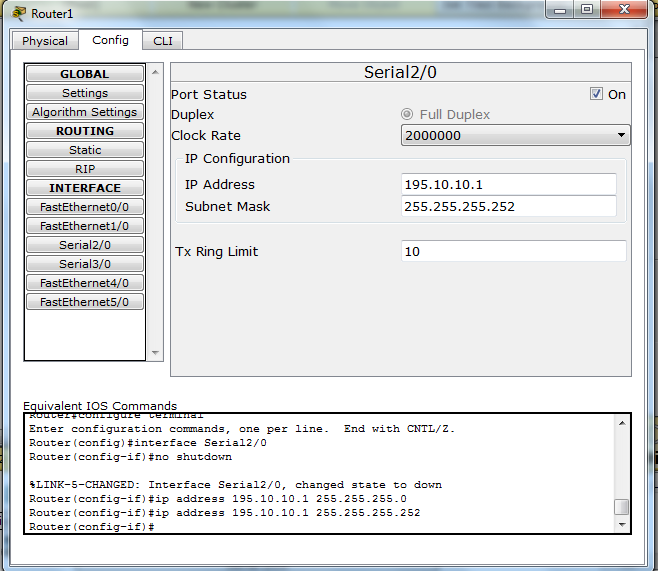 Router1
Physical Config CLI
GLOBAL
Settings
Algorithm Settings
ROUTING
Static
RIP
INTERFACE
FastEthernet0/0
FastEthernet1/0
Serial2/0
Serial3/0
FastEthernet4/0
FastEthernet5/0
Serial2/0
Port Status On
Duplex Full Duplex
Clock Rate 2000000
IP Configuration
IP Address 195.10.10.1
Subnet Mask 255.255.255.252
Tx Ring Limit 10
Equivalent IOS Commands
Router#configure terminal
Enter configuration commands, one per line. End with CNTL/Z.
Router(config)#interface Serial2/0
Router(config-if)#no shutdown
%LINK-5-CHANGED: Interface Serial2/0, changed state to down
Router(config-if)#ip address 195.10.10.1 255.255.255.0
Router(config-if)#ip address 195.10.10.1 255.255.255.252
Router(config-if)#